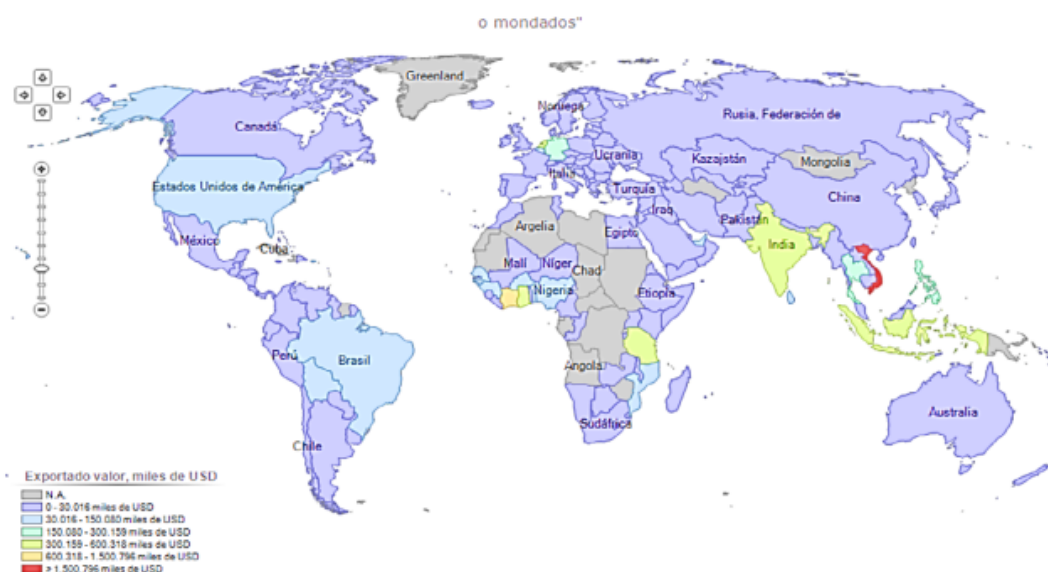 o mondados"
Greenland
Noruega
Rusia, Federación de
Canadá
Ucrania
Kazajstán
Mongolia
Italia
Estados Unidos de América
Turquía
China
Iraq
Pakistán
Argelia
Egipto
México
Cuba
India
Malí
Níger
Chad
Nigeria
Etiopía
Perú
Brasil
Angola
Australia
Sudáfrica
Chile
Exportado valor, miles de USD
N.A.
0 - 30.016 miles de USD
30.016 - 150.080 miles de USD
150.080 - 300.159 miles de USD
300.159 - 600.318 miles de USD
600.318 - 1.500.796 miles de USD
> 1.500.796 miles de USD